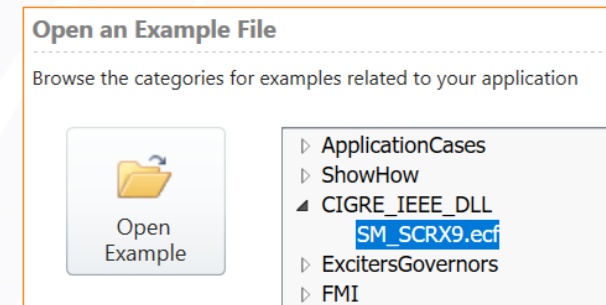 Open an Example File
Browse the categories for examples related to your application
Open
Example
ApplicationCases
ShowHow
CIGRE_IEEE_DLL
SM_SCRX9.ecf
ExcitersGovernors
FMI